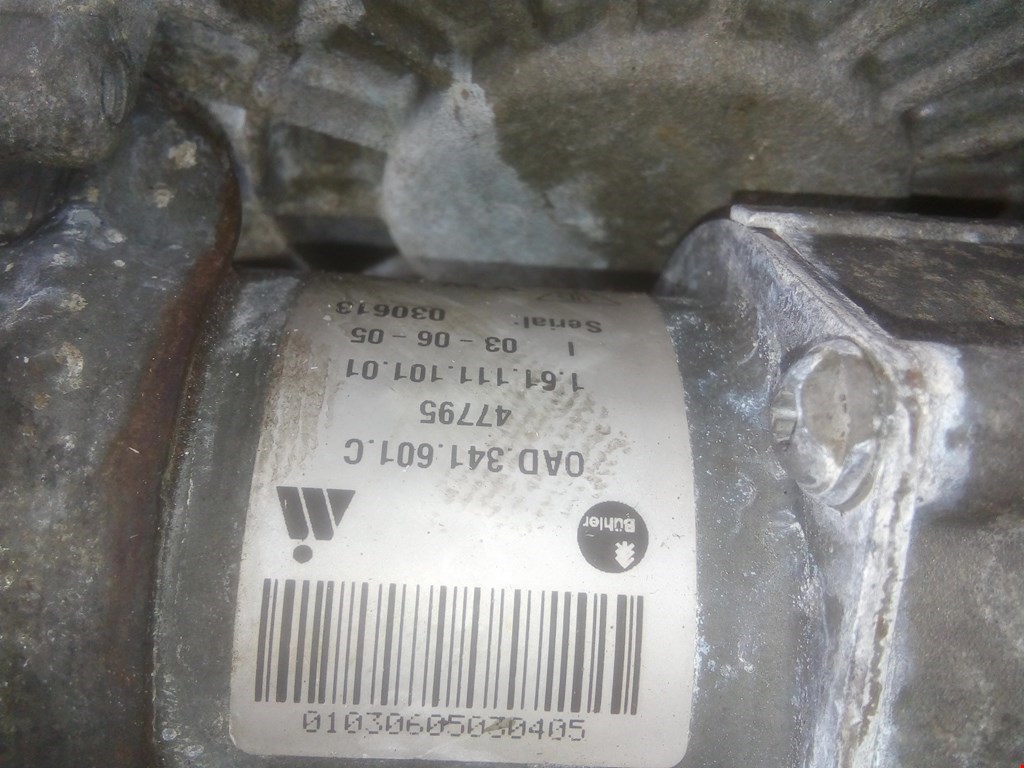 01030605030405
Bühler
0AD.341.601.C
47795
1.61.111.101.01
I 03 - 06 - 05
Serial: 030613